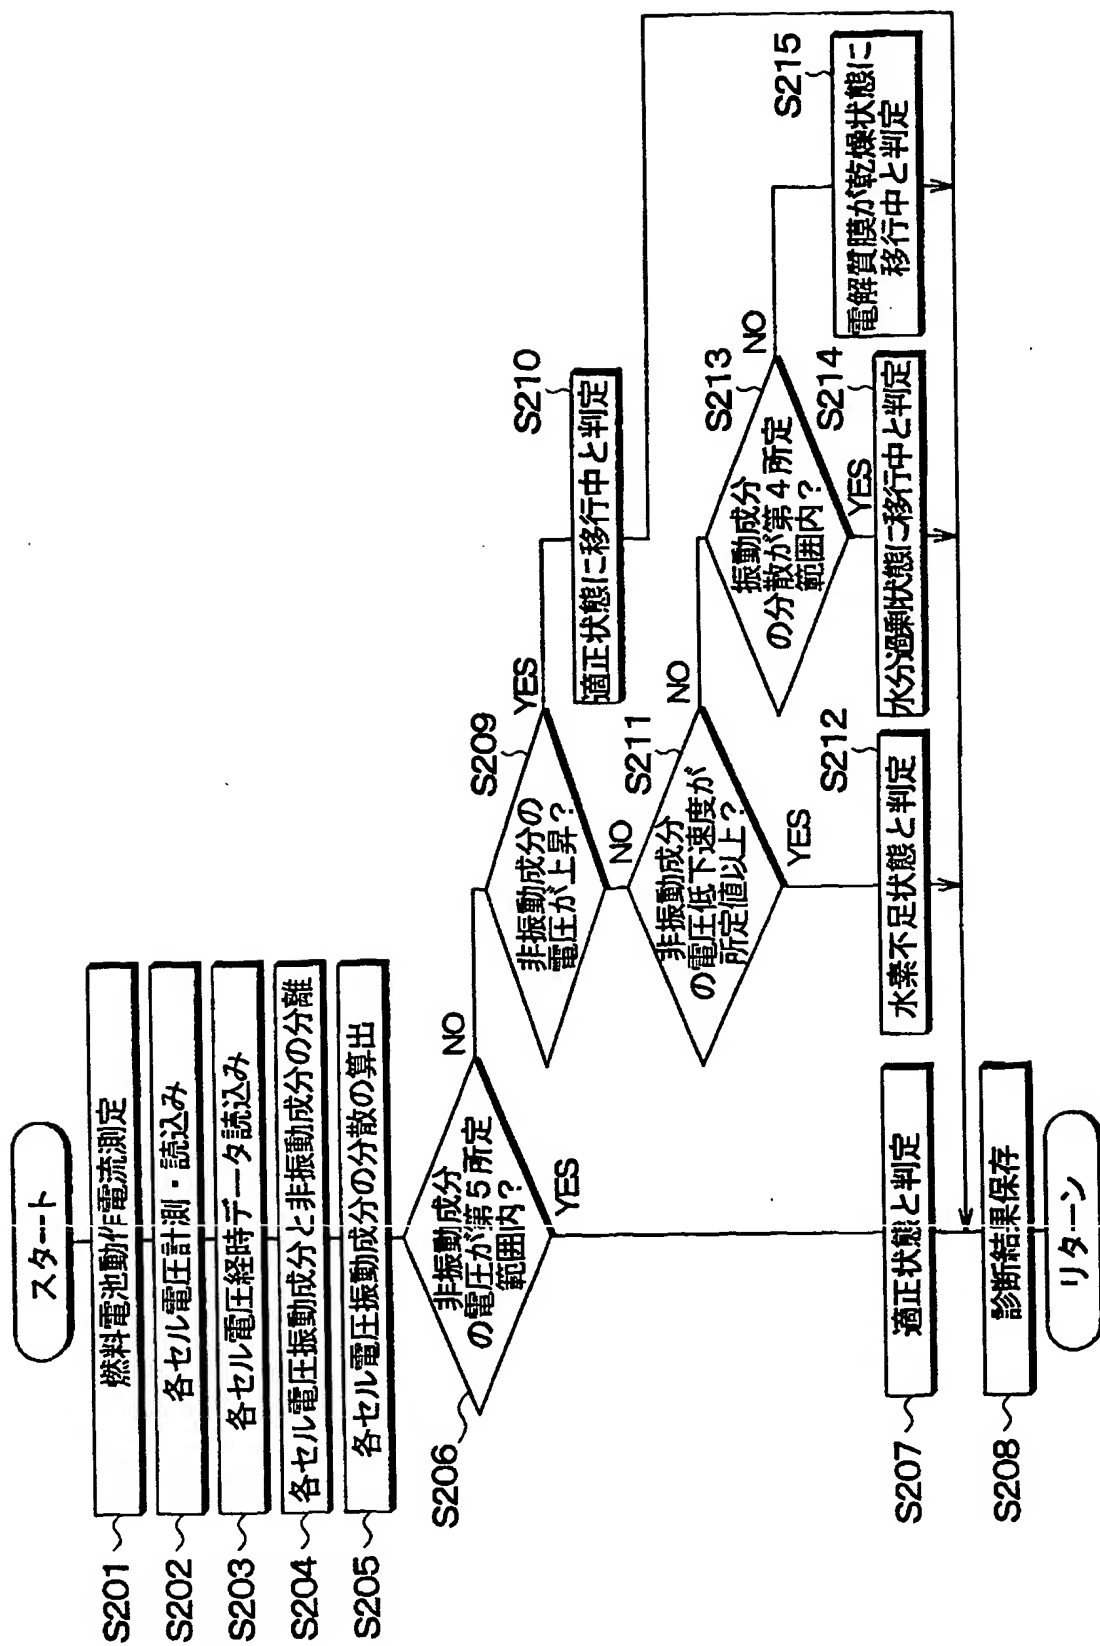 スタート
S201
燃料電池動作電流測定
S202
各セル電圧計測・読込み
S203
各セル電圧経時データ読込み
S204
各セル電圧振動成分と非振動成分の分離
S205
各セル電圧振動成分の分散の算出
S206
非振動成分
の電圧が第5所定
範囲内?
NO
YES
S209
非振動成分の
電圧が上昇?
YES
NO
S210
適正状態に移行中と判定
S211
非振動成分
の電圧低下速度が
所定値以上?
NO
YES
S213
振動成分
の分散が第4所定
範囲内?
NO
YES
S215
電解質膜が乾燥状態に
移行中と判定
S207
適正状態と判定
S212
水素不足状態と判定
S214
水分過剰状態に移行中と判定
S208
診断結果保存
リターン